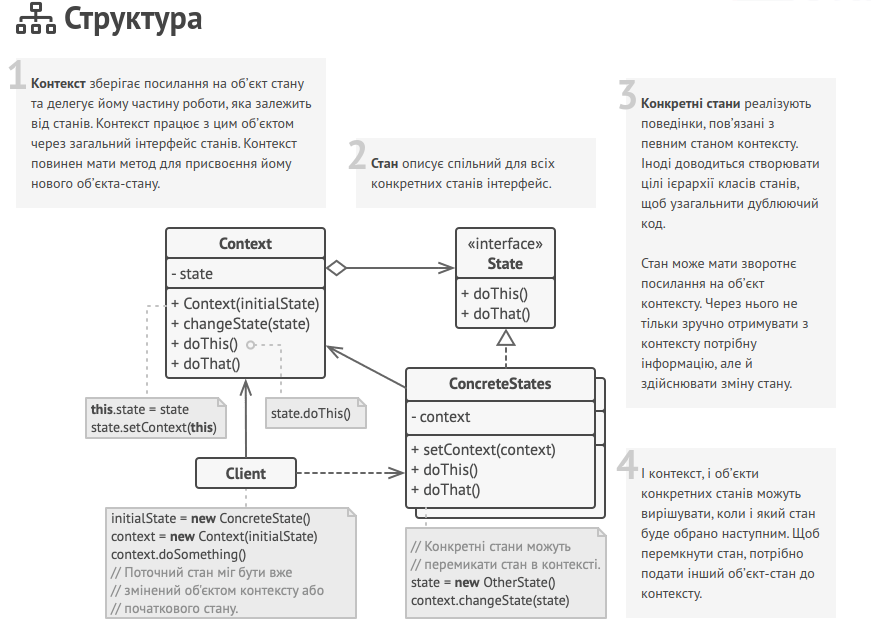 Структура
1
Контекст зберігає посилання на об’єкт стану
та делегує йому частину роботи, яка залежить
від станів. Контекст працює з цим об’єктом
через загальний інтерфейс станів. Контекст
повинен мати метод для присвоєння йому
нового об’єкта-стану.
2
Стан описує спільний для всіх
конкретних станів інтерфейс.
3
Конкретні стани реалізують
поведінки, пов’язані з
певним станом контексту.
Іноді доводиться створювати
цілі ієрархії класів станів,
щоб узагальнити дублюючий
код.
Стан може мати зворотнє
посилання на об’єкт
контексту. Через нього не
тільки зручно отримувати з
контексту потрібну
інформацію, але й
здійснювати зміну стану.
Context
- state
+ Context(initialState)
+ changeState(state)
+ doThis()
+ doThat()
«interface»
State
+ doThis()
+ doThat()
this.state = state
state.setContext(this)
state.doThis()
ConcreteStates
- context
+ setContext(context)
+ doThis()
+ doThat()
Client
initialState = new ConcreteState()
context = new Context(initialState)
context.doSomething()
// Поточний стан міг бути вже
// змінений об'єктом контексту або
// початкового стану.
// Конкретні стани можуть
// перемикати стан в контексті.
state = new OtherState()
context.changeState(state)
4
І контекст, і об’єкти
конкретних станів можуть
вирішувати, коли і який стан
буде обрано наступним. Щоб
перемкнути стан, потрібно
подати інший об’єкт-стан до
контексту.